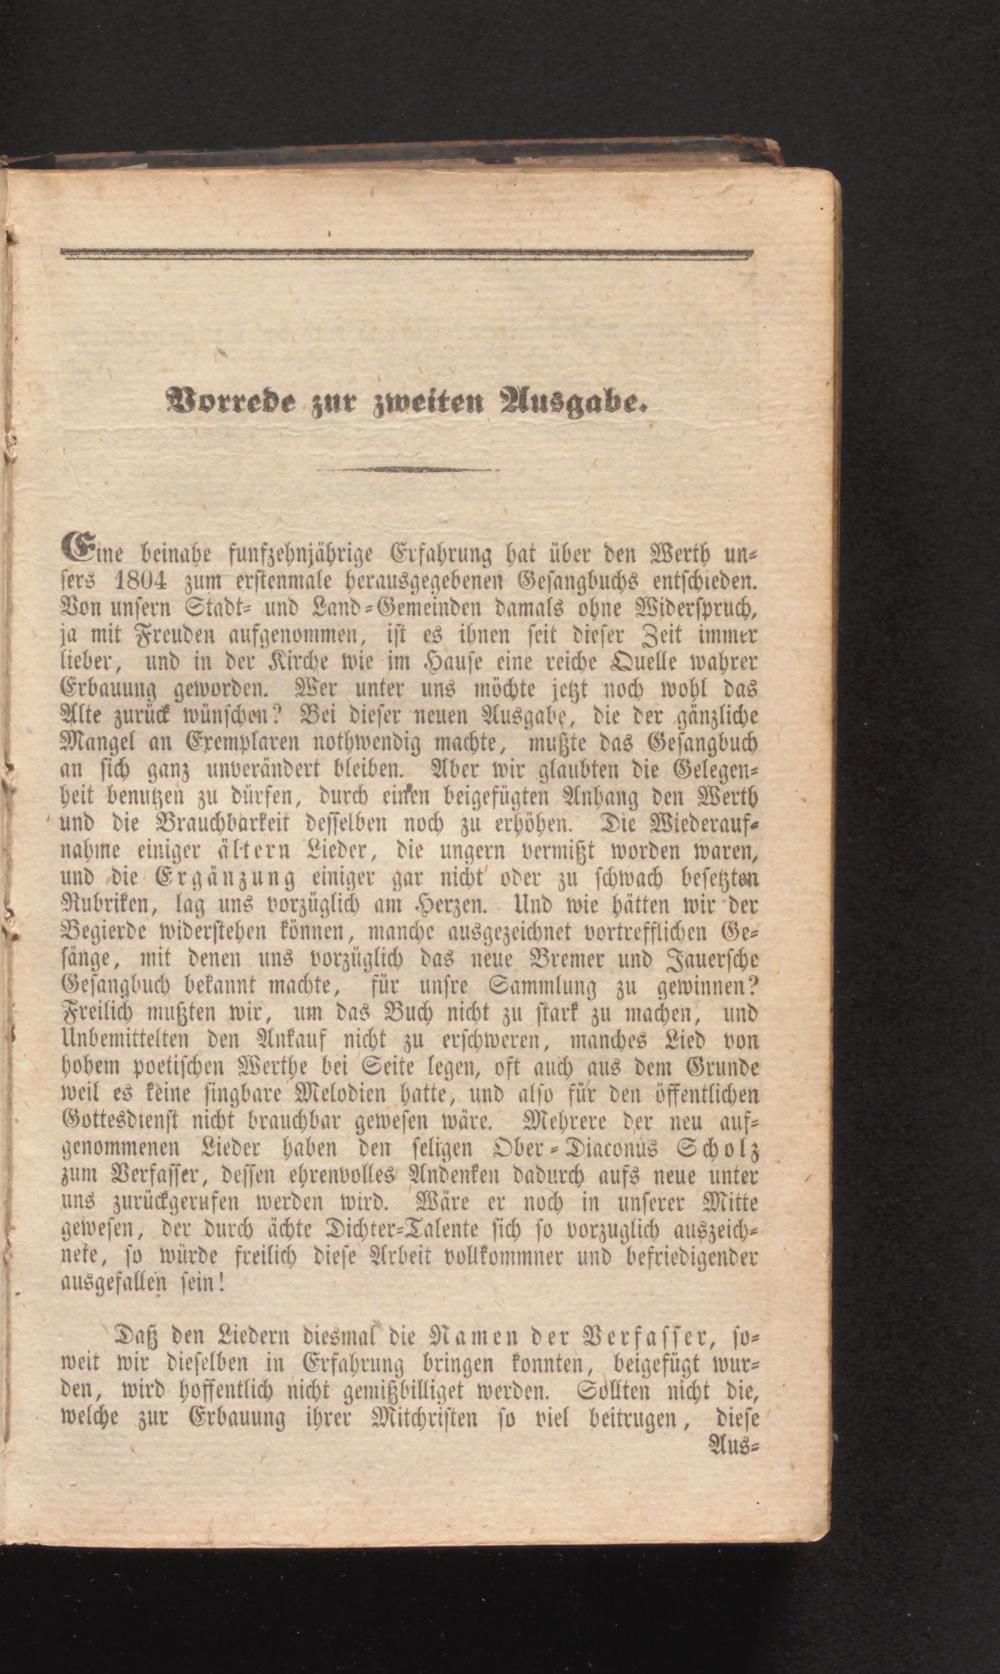 Vorrede zur zweiten Ausgabe.
Eine beinahe funfzehnjährige Erfahrung hat über den Werth un-
sers 1804 zum erstenmale herausgegebenen Gesangbuchs entschieden.
Von unsern Stadt- und Land-Gemeinden damals ohne Widerspruch,
ja mit Freuden aufgenommen, ist es ihnen seit dieser Zeit immer
lieber, und in der Kirche wie im Hause eine reiche Quelle wahrer
Erbauung geworden. Wer unter uns möchte jetzt noch wohl das
Alte zurück wünschen? Bei dieser neuen Ausgabe, die der gänzliche
Mangel an Exemplaren nothwendig machte, mußte das Gesangbuch
an sich ganz unverändert bleiben. Aber wir glaubten die Gelegen-
heit benutzen zu dürfen, durch einen beigefügten Anhang den Werth
und die Brauchbarkeit desselben noch zu erhöhen. Die Wiederauf-
nahme einiger ältern Lieder, die ungern vermißt worden waren,
und die Ergänzung einiger gar nicht oder zu schwach besetzten
Rubriken, lag uns vorzüglich am Herzen. Und wie hätten wir der
Begierde widerstehen können, manche ausgezeichnet vortrefflichen Ge-
sänge, mit denen uns vorzüglich das neue Bremer und Jauersche
Gesangbuch bekannt machte, für unsre Sammlung zu gewinnen?
Freilich mußten wir, um das Buch nicht zu stark zu machen, und
Unbemittelten den Ankauf nicht zu erschweren, manches Lied von
hohem poetischen Werthe bei Seite legen, oft auch aus dem Grunde
weil es keine singbare Melodien hatte, und also für den öffentlichen
Gottesdienst nicht brauchbar gewesen wäre. Mehrere der neu auf-
genommenen Lieder haben den seligen Ober-Diaconus Scholz
zum Verfasser, dessen ehrenvolles Andenken dadurch aufs neue unter
uns zurückgerufen werden wird. Wäre er noch in unserer Mitte
gewesen, der durch ächte Dichter-Talente sich so vorzuglich auszeich-
nete, so würde freilich diese Arbeit vollkommner und befriedigender
ausgefallen sein!
Daß den Liedern diesmal die Namen der Verfasser, so-
weit wir dieselben in Erfahrung bringen konnten, beigefügt wur-
den, wird hoffentlich nicht gemißbilliget werden. Sollten nicht die,
welche zur Erbauung ihrer Mitchristen so viel beitrugen, diese
Aus-